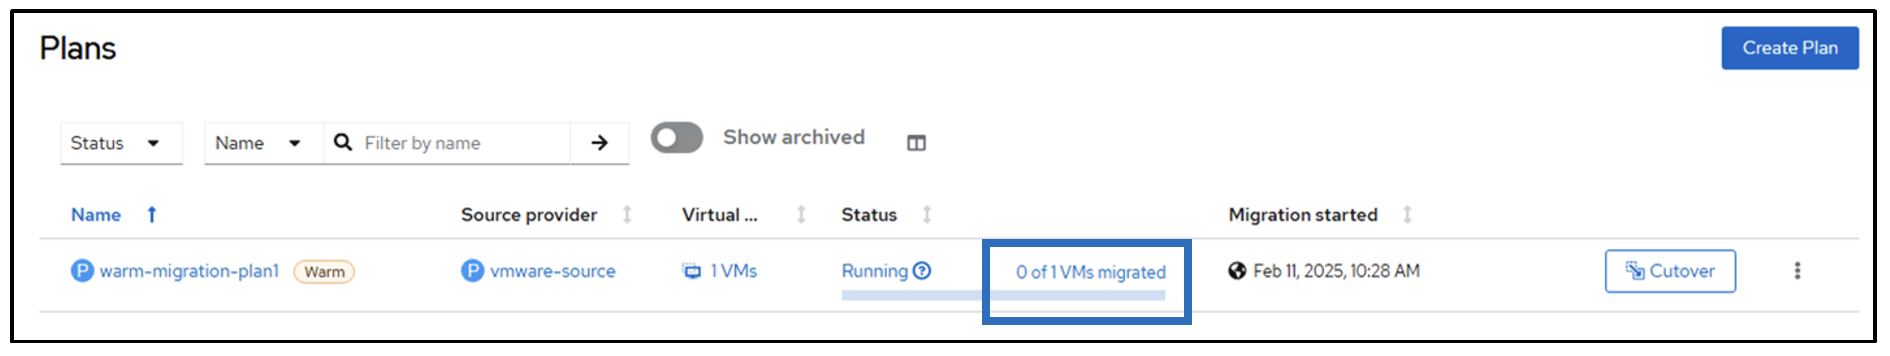 Plans
Create Plan
Status
Name
Filter by name
Show archived
Name Source provider Virtual ... Status Migration started
P warm-migration-plan1 Warm P vmware-source 1 VMs Running 0 of 1 VMs migrated Feb 11, 2025, 10:28 AM Cutover